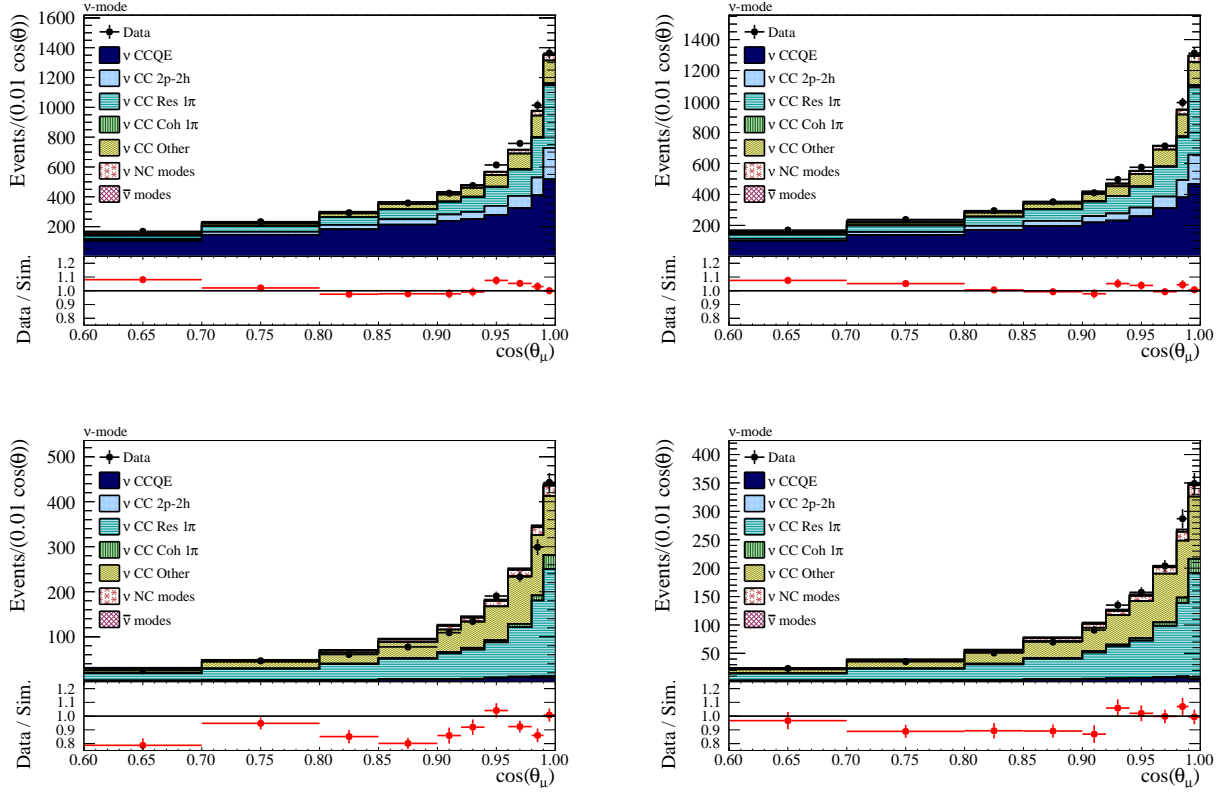 ν-mode
Events/(0.01 cos(θ))
1600
1400
1200
1000
800
600
400
200
Data
ν CCQE
ν CC 2p-2h
ν CC Res 1π
ν CC Coh 1π
ν CC Other
ν NC modes
ν̅ modes
Data / Sim.
1.2
1.1
1.0
0.9
0.8
0.60 0.65 0.70 0.75 0.80 0.85 0.90 0.95 1.00
cos(θμ)
Events/(0.01 cos(θ))
1400
1200
1000
800
600
400
200
Data
ν CCQE
ν CC 2p-2h
ν CC Res 1π
ν CC Coh 1π
ν CC Other
ν NC modes
ν̅ modes
Data / Sim.
1.2
1.1
1.0
0.9
0.8
0.60 0.65 0.70 0.75 0.80 0.85 0.90 0.95 1.00
cos(θμ)
ν-mode
ν-mode
Events/(0.01 cos(θ))
500
400
300
200
100
Data
ν CCQE
ν CC 2p-2h
ν CC Res 1π
ν CC Coh 1π
ν CC Other
ν NC modes
ν̅ modes
Data / Sim.
1.2
1.1
1.0
0.9
0.8
0.60 0.65 0.70 0.75 0.80 0.85 0.90 0.95 1.00
cos(θμ)
ν-mode
Events/(0.01 cos(θ))
400
350
300
250
200
150
100
50
Data
ν CCQE
ν CC 2p-2h
ν CC Res 1π
ν CC Coh 1π
ν CC Other
ν NC modes
ν̅ modes
Data / Sim.
1.2
1.1
1.0
0.9
0.8
0.60 0.65 0.70 0.75 0.80 0.85 0.90 0.95 1.00
cos(θμ)